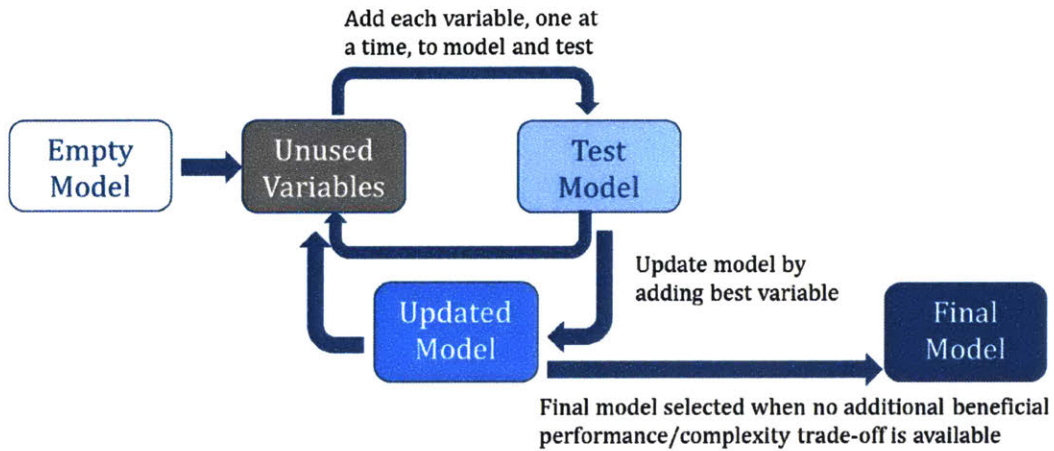 Add each variable, one at
a time, to model and test
Empty
Model
Unused
Variables
Test
Model
Update model by
adding best variable
Updated
Model
Final
Model
Final model selected when no additional beneficial
performance/complexity trade-off is available